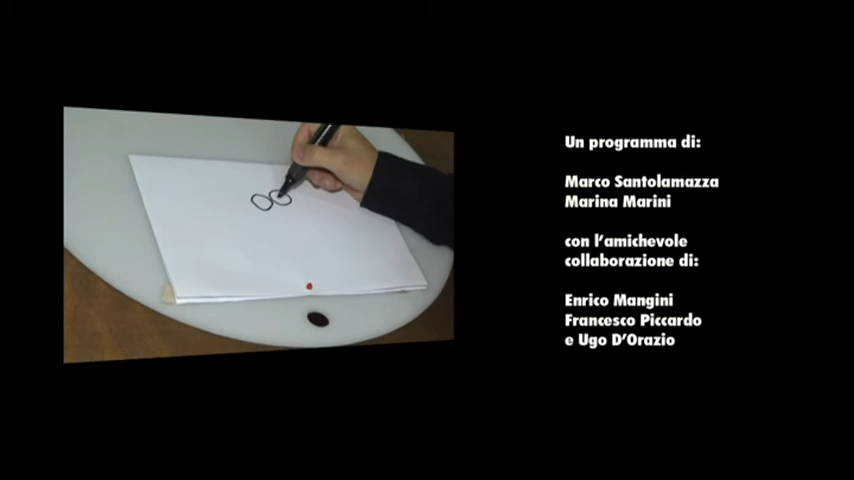 Un programma di:
Marco Santolamazza
Marina Marini
con l'amichevole
collaborazione di:
Enrico Mangini
Francesco Piccardo
e Ugo D'Orazio